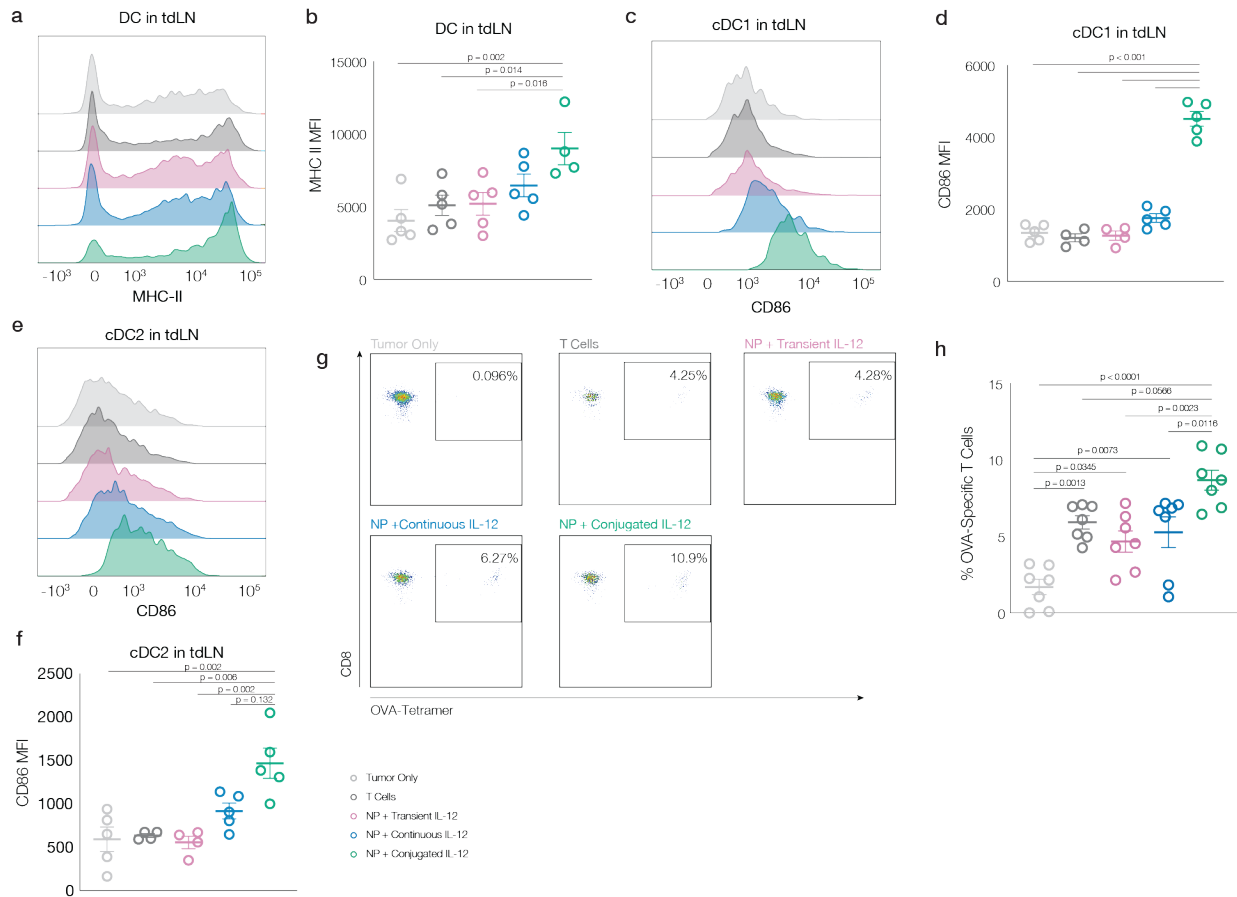 a
DC in tdLN
-10³ 0 10³ 10⁴ 10⁵
MHC-II
b
DC in tdLN
p = 0.002
p = 0.014
p = 0.016
15000
10000
5000
0
MHC II MFI
c
cDC1 in tdLN
-10³ 0 10³ 10⁴ 10⁵
CD86
d
cDC1 in tdLN
p < 0.001
6000
4000
2000
0
CD86 MFI
e
cDC2 in tdLN
-10³ 0 10³ 10⁴ 10⁵
CD86
f
cDC2 in tdLN
p = 0.002
p = 0.006
p = 0.002
p = 0.132
2500
2000
1500
1000
500
0
CD86 MFI
g
Tumor Only
0.096%
T Cells
4.25%
NP + Transient IL-12
4.28%
NP +Continuous IL-12
6.27%
NP + Conjugated IL-12
10.9%
CD8
OVA-Tetramer
Tumor Only
T Cells
NP + Transient IL-12
NP + Continuous IL-12
NP + Conjugated IL-12
h
p < 0.0001
p = 0.0566
p = 0.0023
p = 0.0116
p = 0.0073
p = 0.0345
p = 0.0013
15
10
5
0
% OVA-Specific T Cells